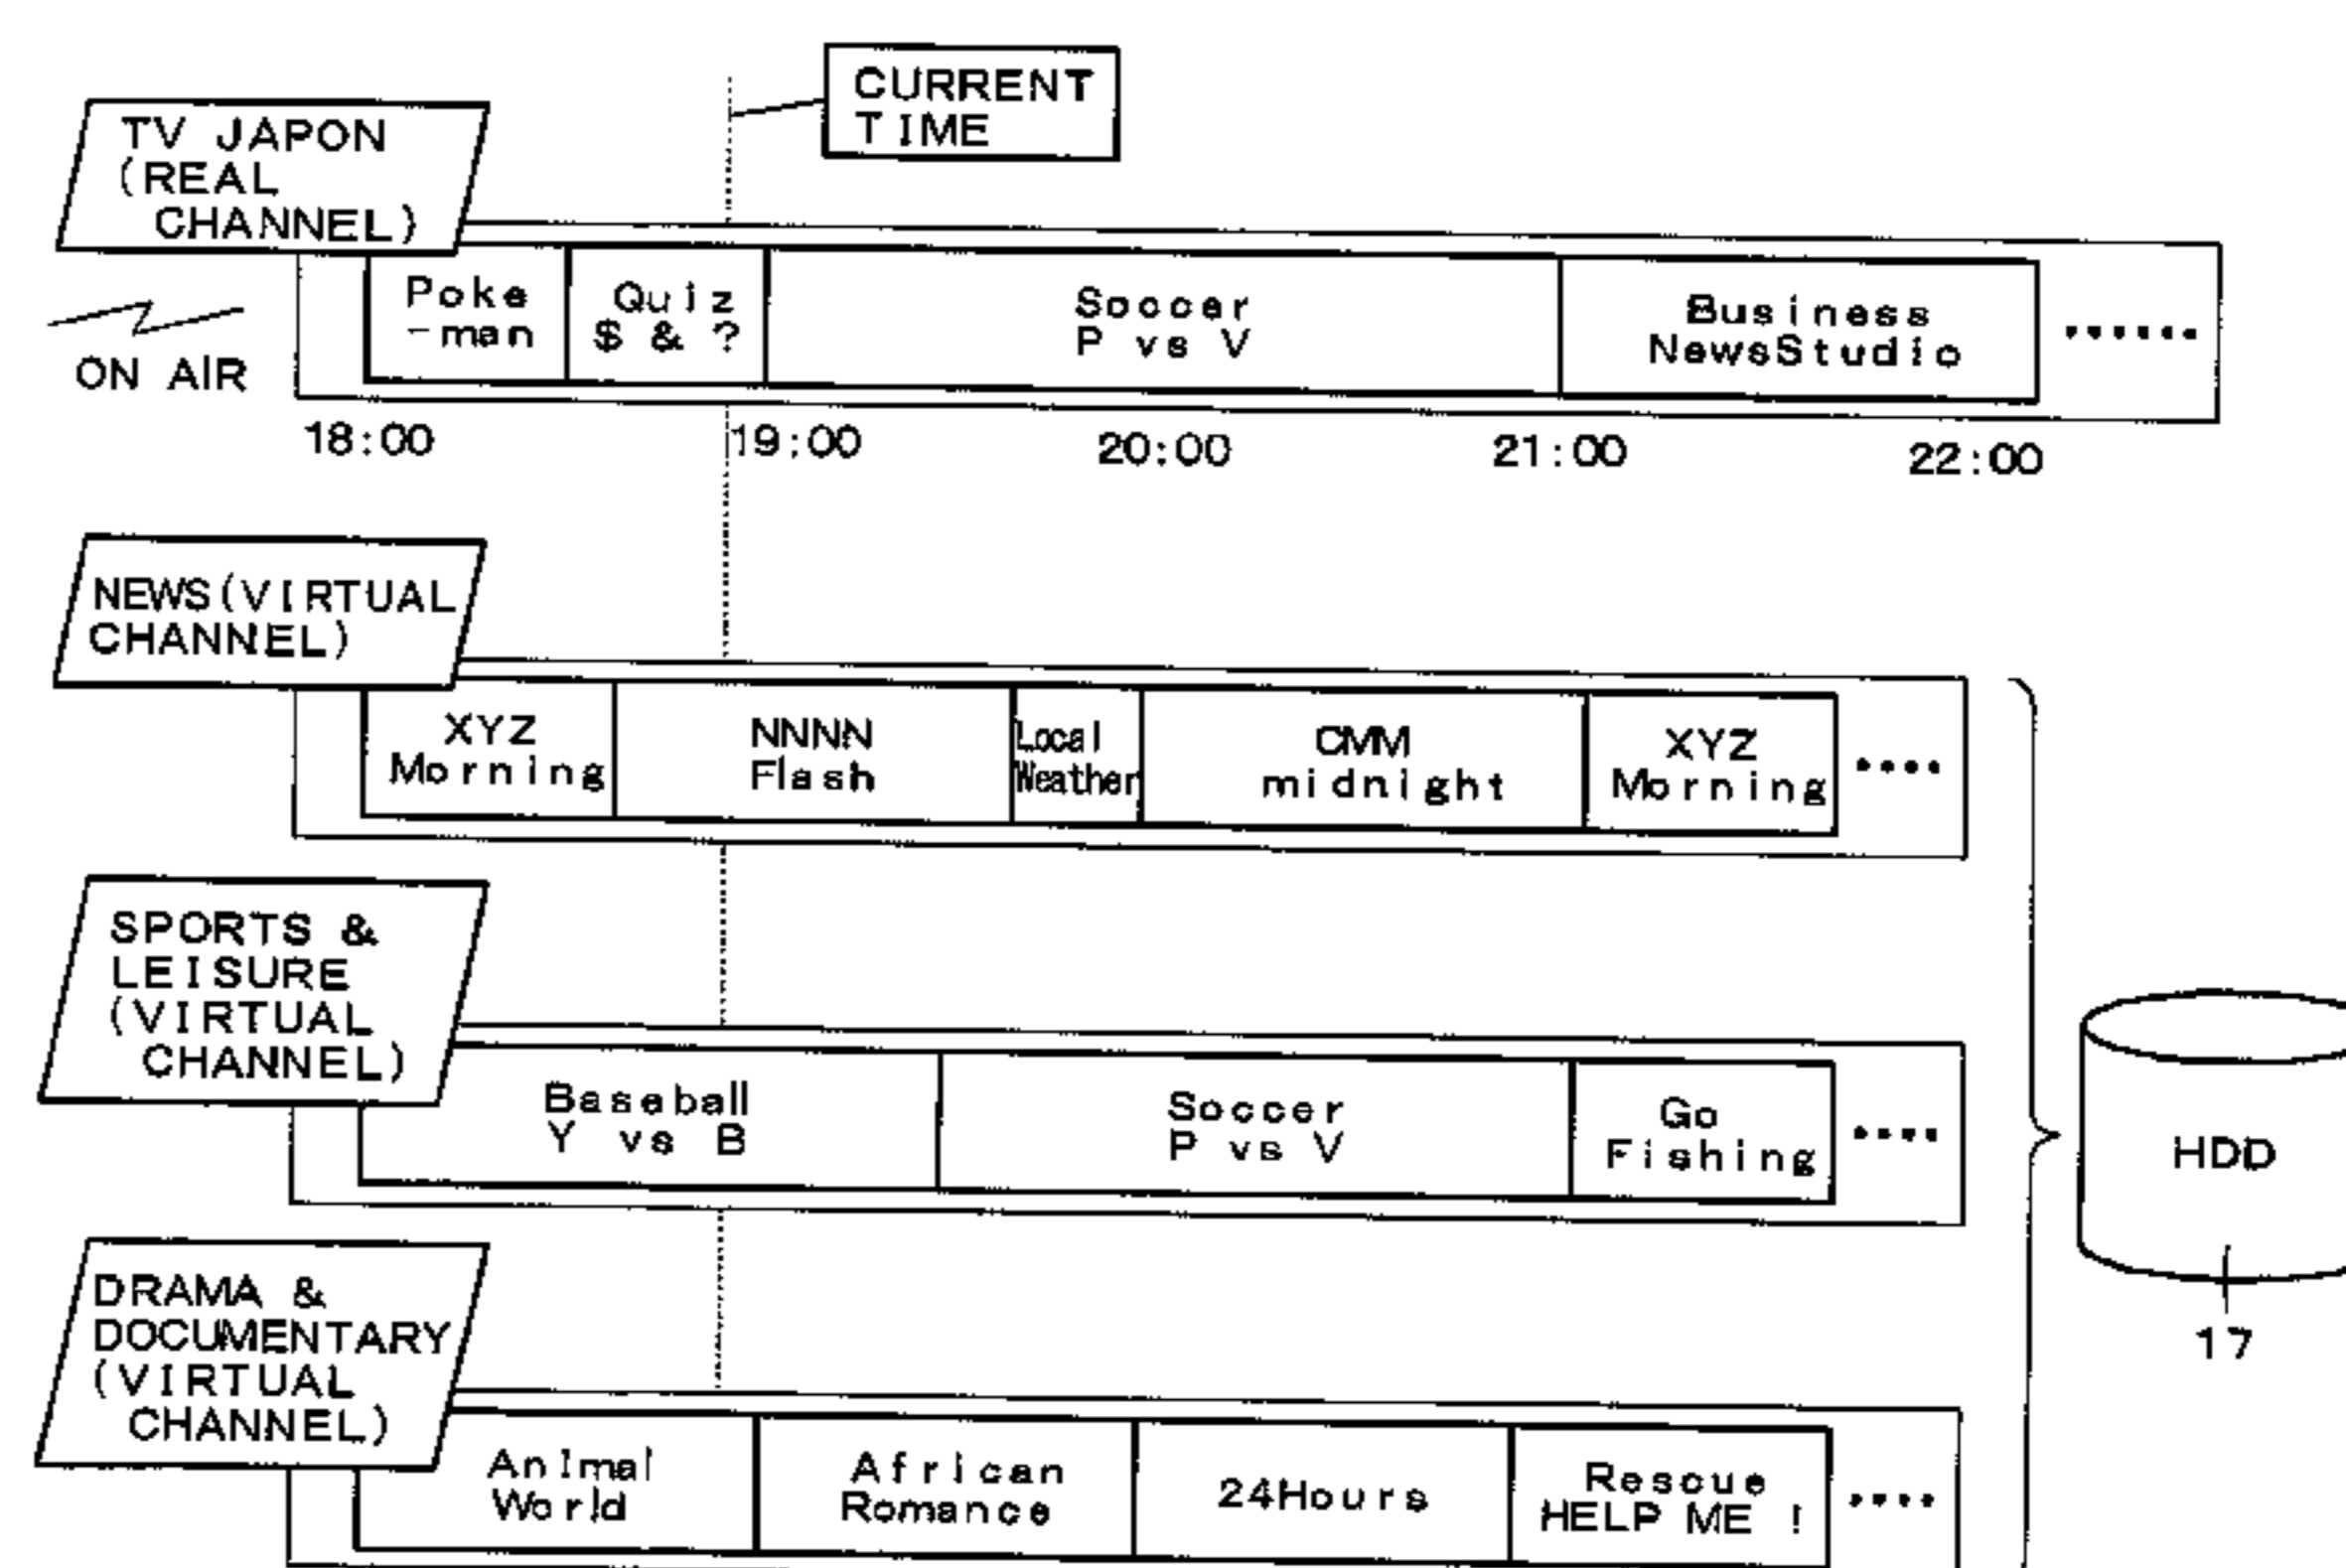 CURRENT
TIME
TV JAPON
(REAL
CHANNEL)
Poke
-man
Quiz
$ & ?
Soccer
P vs V
Business
NewsStudio
......
ON AIR
18:00
19:00
20:00
21:00
22:00
NEWS(VIRTUAL
CHANNEL)
XYZ
Morning
NNNN
Flash
Local
Weather
CMM
midnight
XYZ
Morning
....
SPORTS &
LEISURE
(VIRTUAL
CHANNEL)
Baseball
Y vs B
Soccer
P vs V
Go
Fishing
....
HDD
17
DRAMA &
DOCUMENTARY
(VIRTUAL
CHANNEL)
Animal
World
African
Romance
24Hours
Rescue
HELP ME !
....